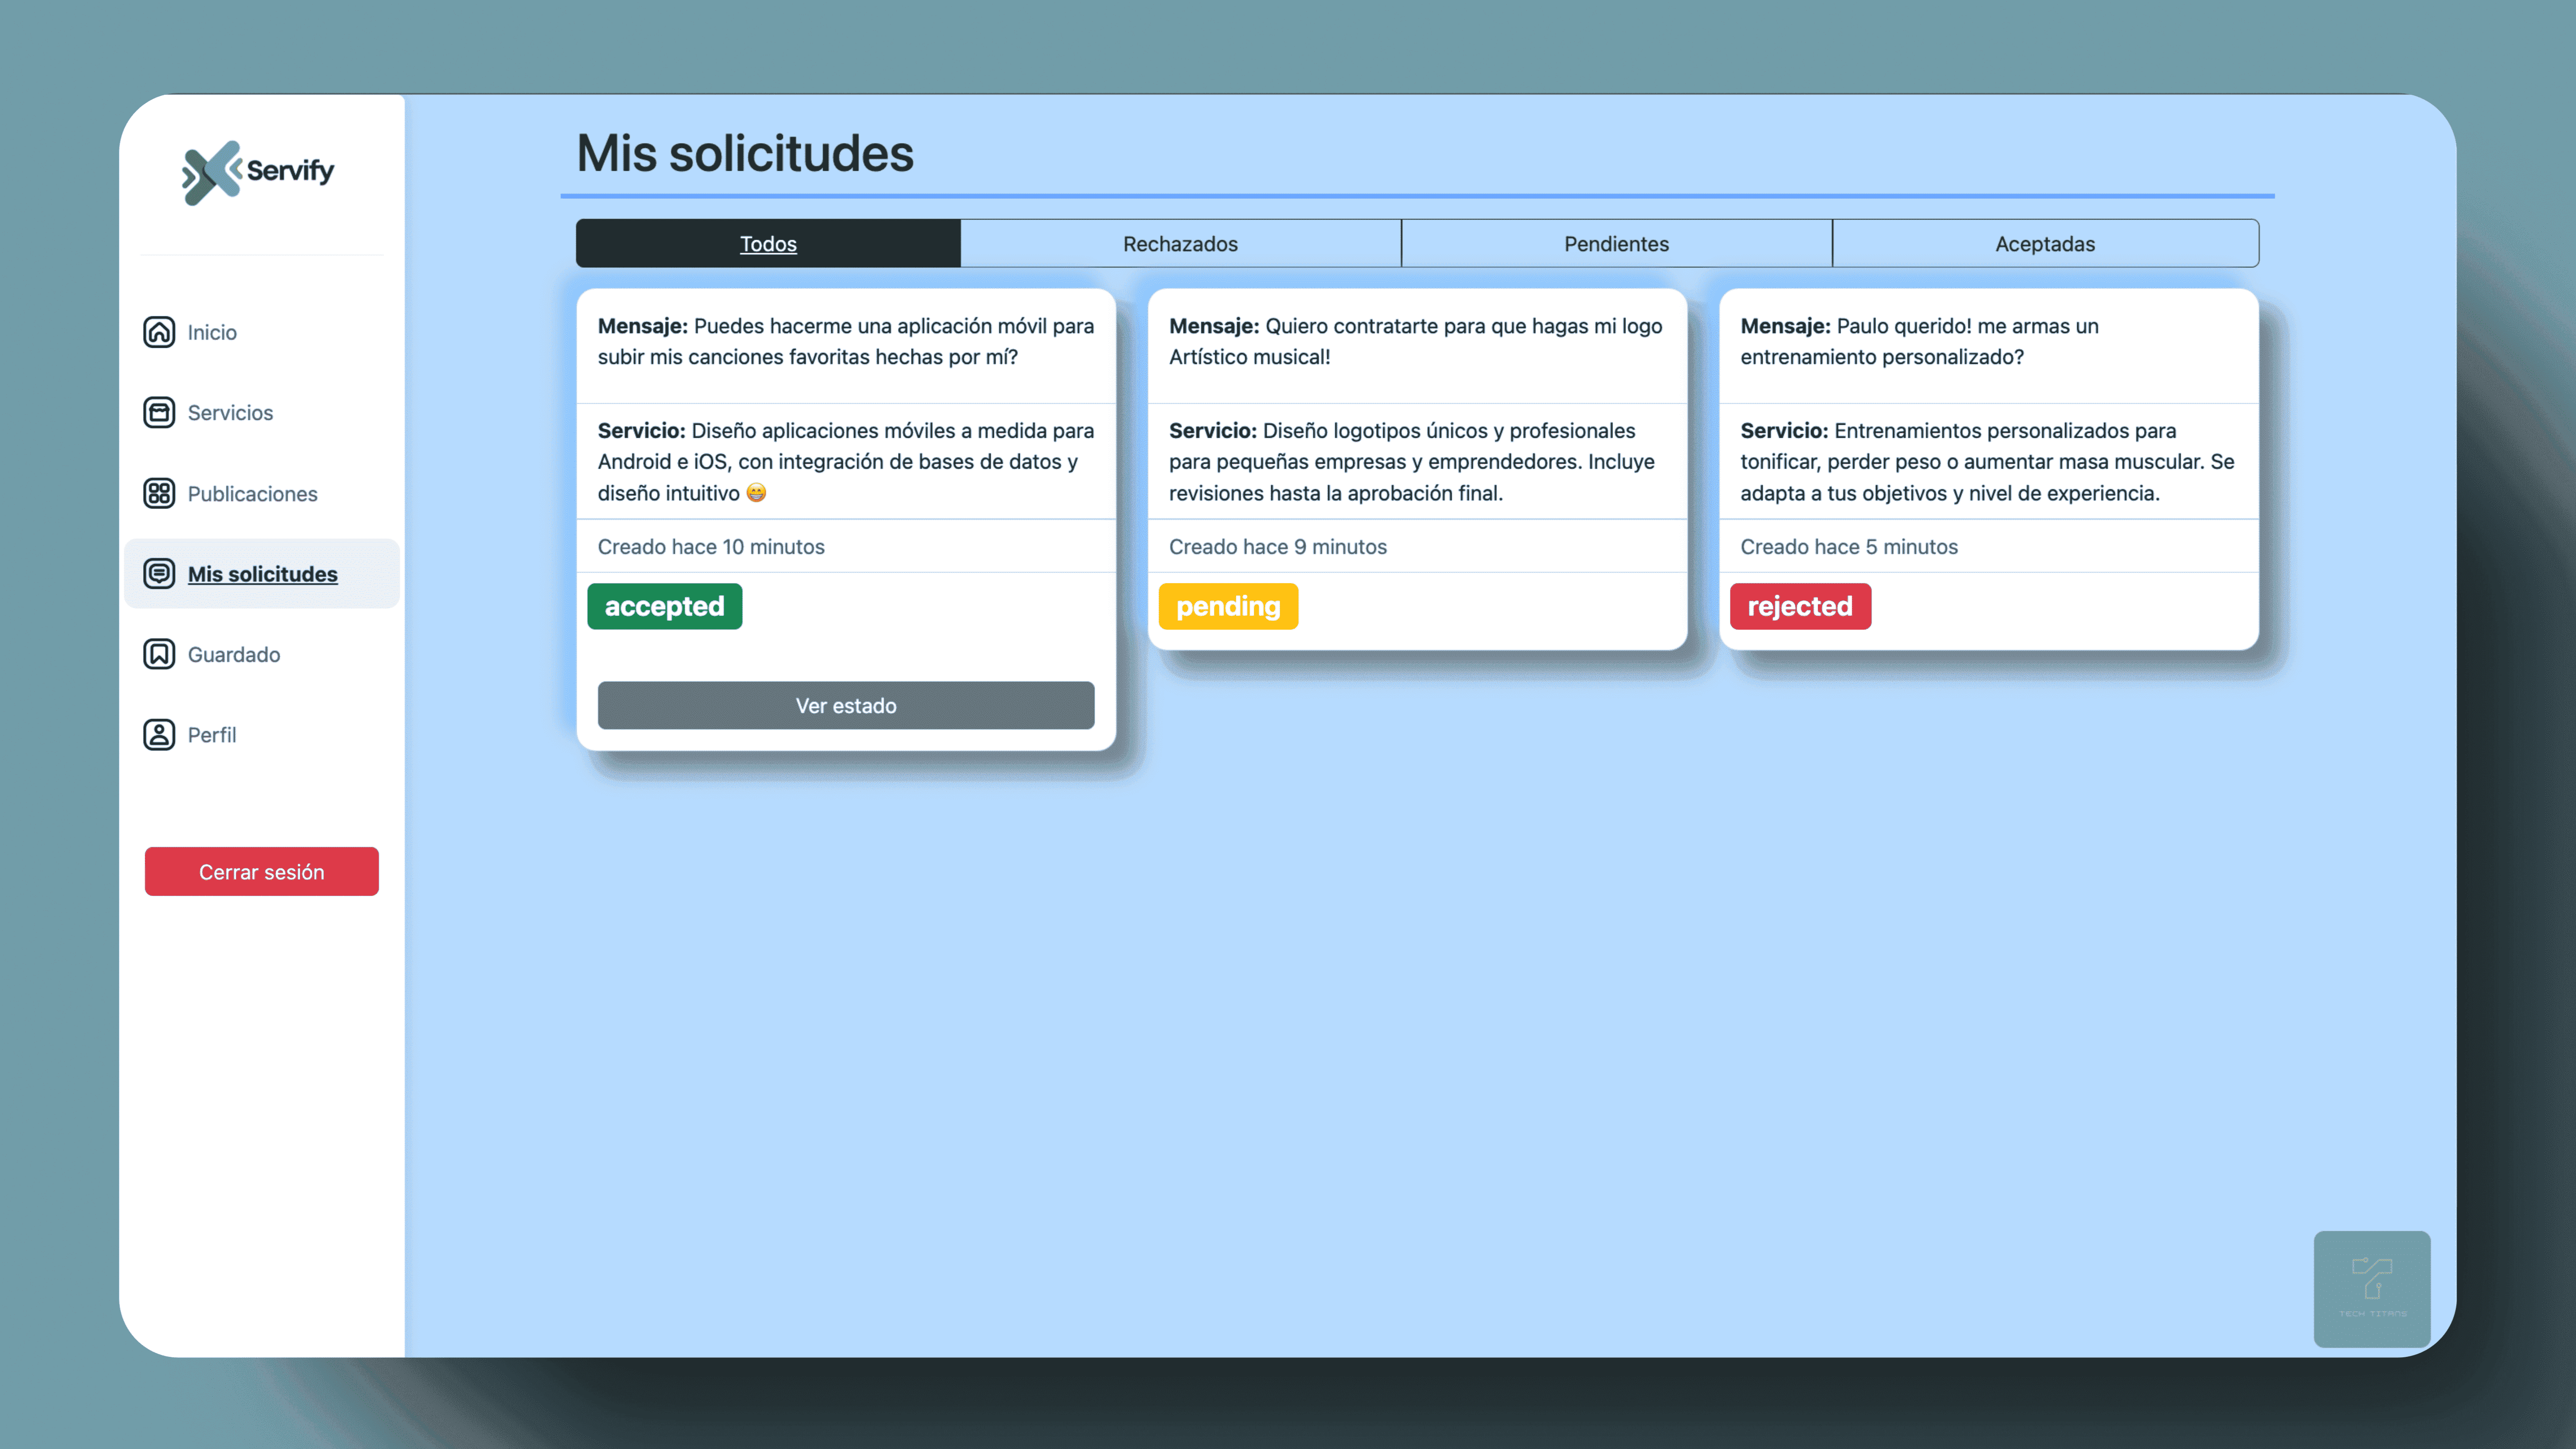 Servify
Inicio
Servicios
Publicaciones
Mis solicitudes
Guardado
Perfil
Cerrar sesión
Mis solicitudes
Todos
Rechazados
Pendientes
Aceptadas
Mensaje: Puedes hacerme una aplicación móvil para
subir mis canciones favoritas hechas por mí?
Servicio: Diseño aplicaciones móviles a medida para
Android e iOS, con integración de bases de datos y
diseño intuitivo 😁
Creado hace 10 minutos
accepted
Ver estado
Mensaje: Quiero contratarte para que hagas mi logo
Artístico musical!
Servicio: Diseño logotipos únicos y profesionales
para pequeñas empresas y emprendedores. Incluye
revisiones hasta la aprobación final.
Creado hace 9 minutos
pending
Mensaje: Paulo querido! me armas un
entrenamiento personalizado?
Servicio: Entrenamientos personalizados para
tonificar, perder peso o aumentar masa muscular. Se
adapta a tus objetivos y nivel de experiencia.
Creado hace 5 minutos
rejected
TECH TITANS